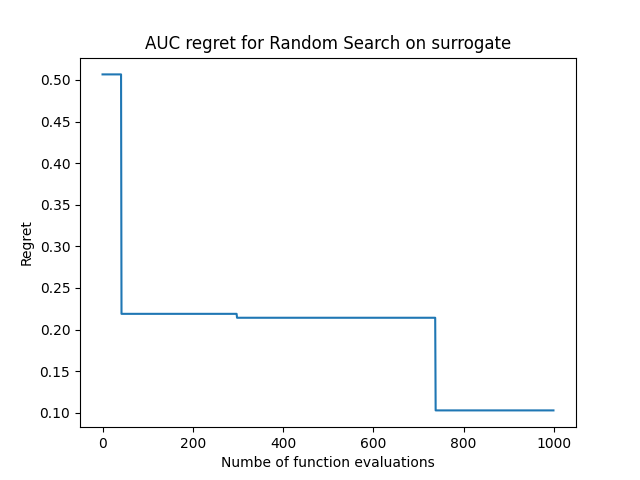 AUC regret for Random Search on surrogate
0.50
0.45
0.40
0.35
0.30
0.25
0.20
0.15
0.10
Regret
0 200 400 600 800 1000
Numbe of function evaluations